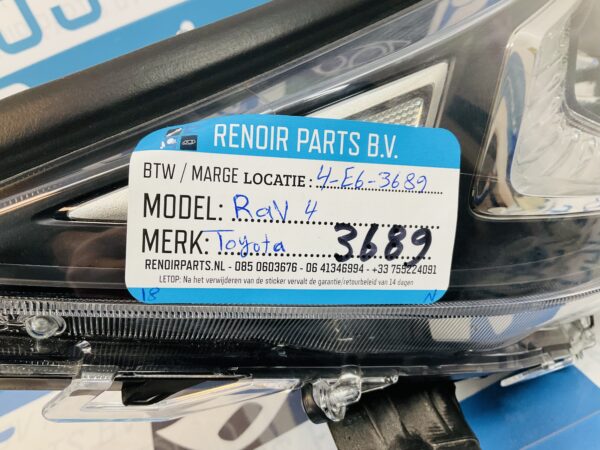 RENOIR PARTS B.V.
BTW / MARGE LOCATIE: 4-E6-3689
MODEL: RaV 4
MERK: Toyota 3689
RENOIRPARTS.NL - 085 0603676 - 06 41346994 - +33 759224091
LETOP: Na het verwijderen van de sticker vervalt de garantie/retourbeleid van 14 dagen
18 N